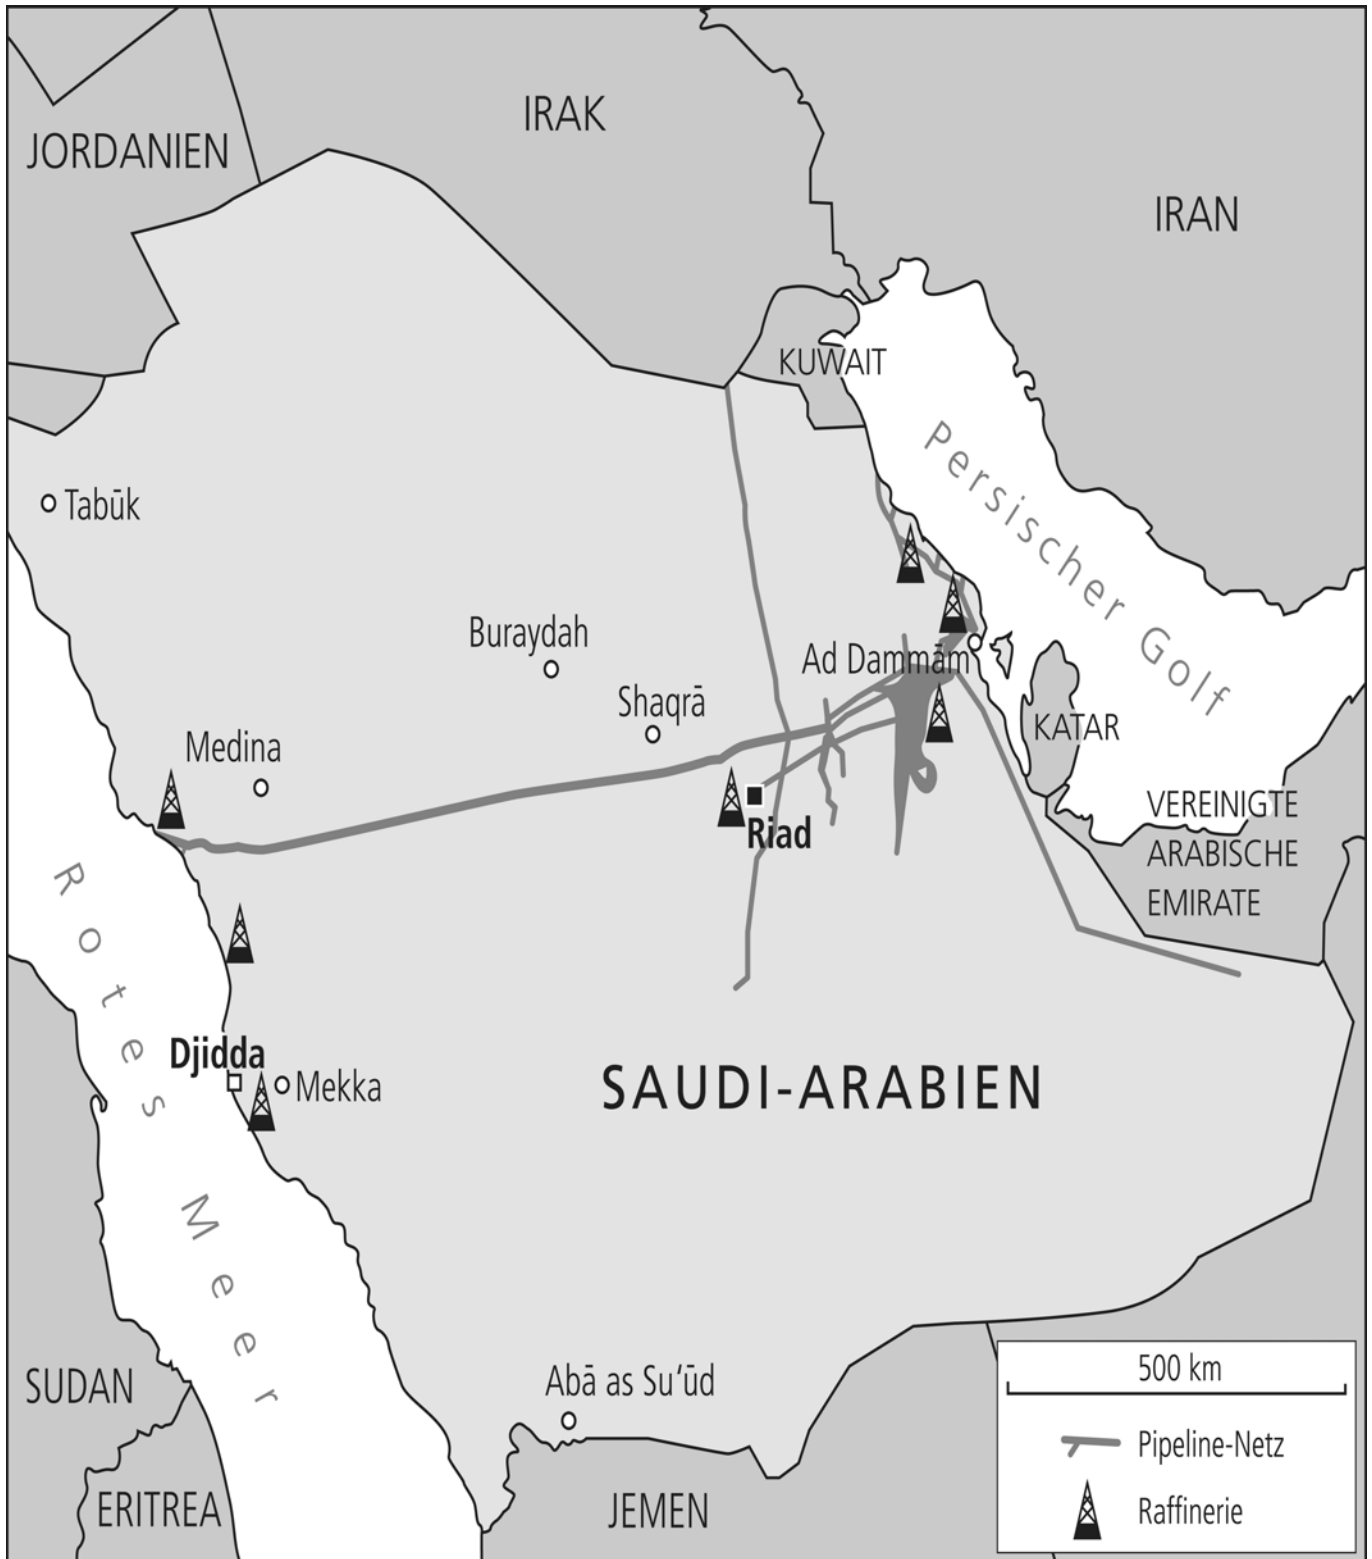 JORDANIEN
IRAK
IRAN
KUWAIT
Persischer Golf
Tabūk
Buraydah
Ad Dammām
Shaqrā
KATAR
Medina
VEREINIGTE
ARABISCHE
EMIRATE
Riad
Rotes Meer
Djidda
Mekka
SAUDI-ARABIEN
SUDAN
Abā as Su‘ūd
ERITREA
JEMEN
500 km
Pipeline-Netz
Raffinerie